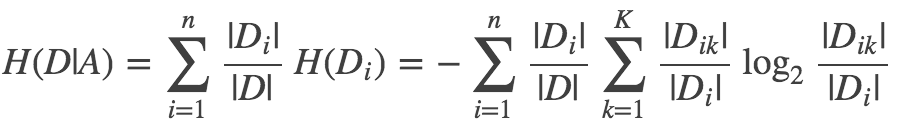 H(D|A) = \sum_{i=1}^{n} \frac{|D_i|}{|D|} H(D_i) = - \sum_{i=1}^{n} \frac{|D_i|}{|D|} \sum_{k=1}^{K} \frac{|D_{ik}|}{|D_i|} \log_2 \frac{|D_{ik}|}{|D_i|}